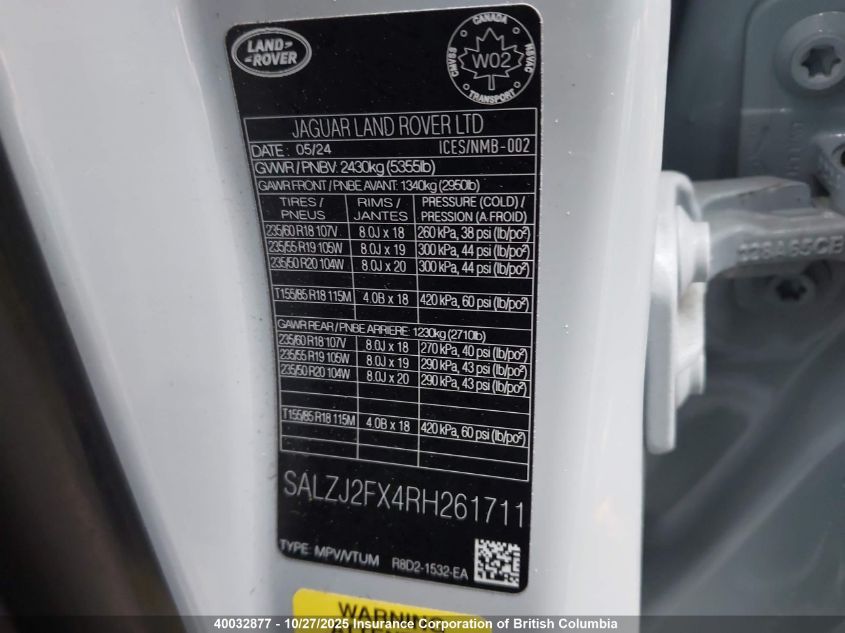 LAND
ROVER
CANADA
CMVSS
W02
NSVAC
TRANSPORT
JAGUAR LAND ROVER LTD
DATE: 05/24 ICES/NMB-002
GVWR / PNBV: 2430kg (5355lb)
GAWR FRONT / PNBE AVANT: 1340kg (2950lb)
TIRES / RIMS / PRESSURE (COLD) /
PNEUS JANTES PRESSION (A-FROID)
235/60 R18 107V 8.0J x 18 260 kPa, 38 psi (lb/po²)
235/55 R19 105W 8.0J x 19 300 kPa, 44 psi (lb/po²)
235/50 R20 104W 8.0J x 20 300 kPa, 44 psi (lb/po²)
T155/85 R18 115M 4.0B x 18 420 kPa, 60 psi (lb/po²)
GAWR REAR / PNBE ARRIERE: 1230kg (2710lb)
235/60 R18 107V 8.0J x 18 270 kPa, 40 psi (lb/po²)
235/55 R19 105W 8.0J x 19 290 kPa, 43 psi (lb/po²)
235/50 R20 104W 8.0J x 20 290 kPa, 43 psi (lb/po²)
T155/85 R18 115M 4.0B x 18 420 kPa, 60 psi (lb/po²)
SALZJ2FX4RH261711
TYPE: MPV/VTUM R8D2-1532-EA
WARNING
40032877 - 10/27/2025 Insurance Corporation of British Columbia